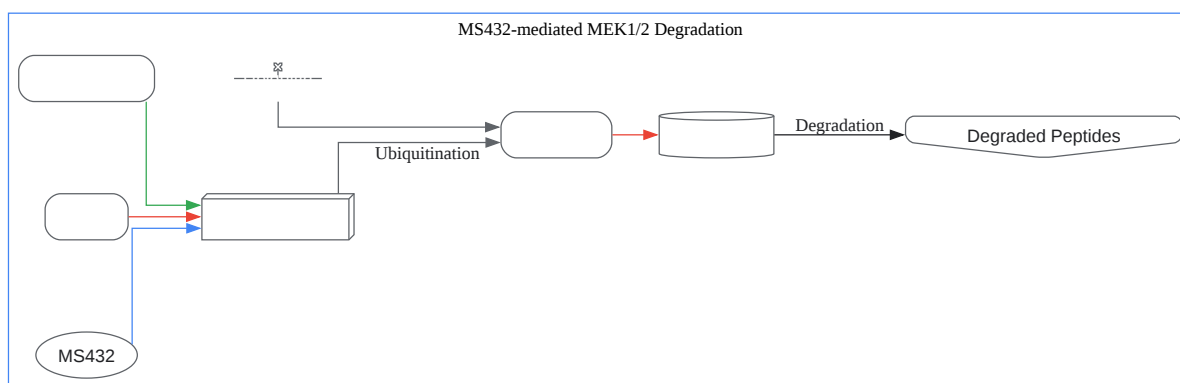 MS432-mediated MEK1/2 Degradation
Ubiquitination
Degradation
Degraded Peptides
MS432